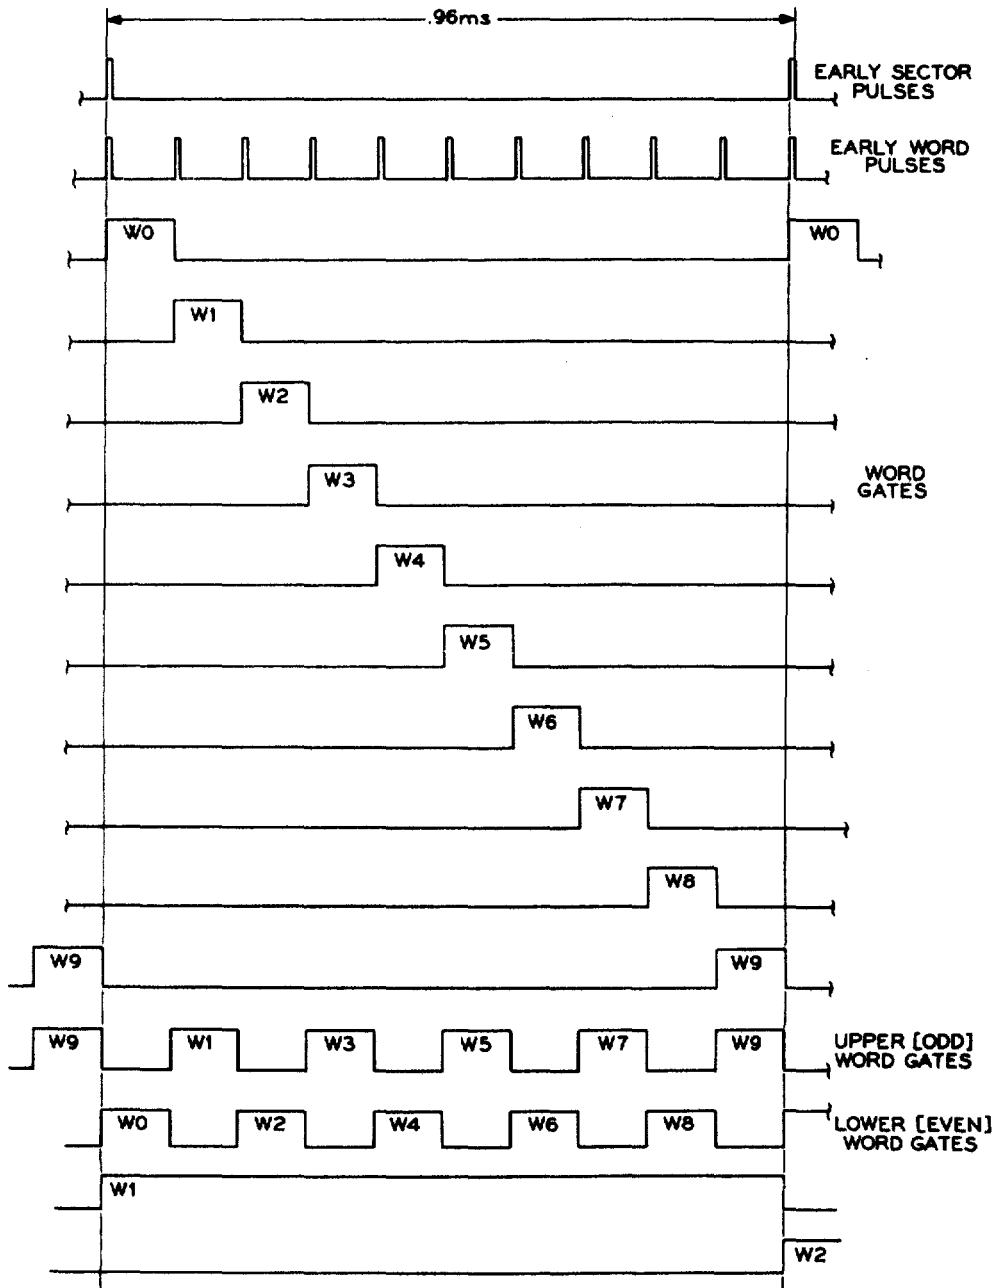 .96ms
EARLY SECTOR
PULSES
EARLY WORD
PULSES
W0
W0
W1
W2
W3
WORD
GATES
W4
W5
W6
W7
W8
W9
W9
W9
W1
W3
W5
W7
W9
UPPER [ODD]
WORD GATES
W0
W2
W4
W6
W8
LOWER [EVEN]
WORD GATES
W1
W2